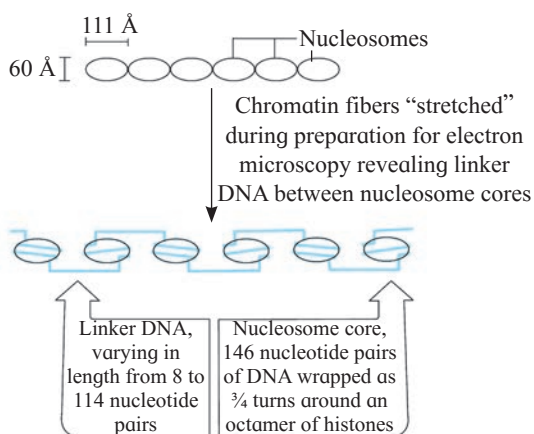 111 Å
Nucleosomes
60 Å
Chromatin fibers “stretched”
during preparation for electron
microscopy revealing linker
DNA between nucleosome cores
Linker DNA,
varying in
length from 8 to
114 nucleotide
pairs
Nucleosome core,
146 nucleotide pairs
of DNA wrapped as
¾ turns around an
octamer of histones